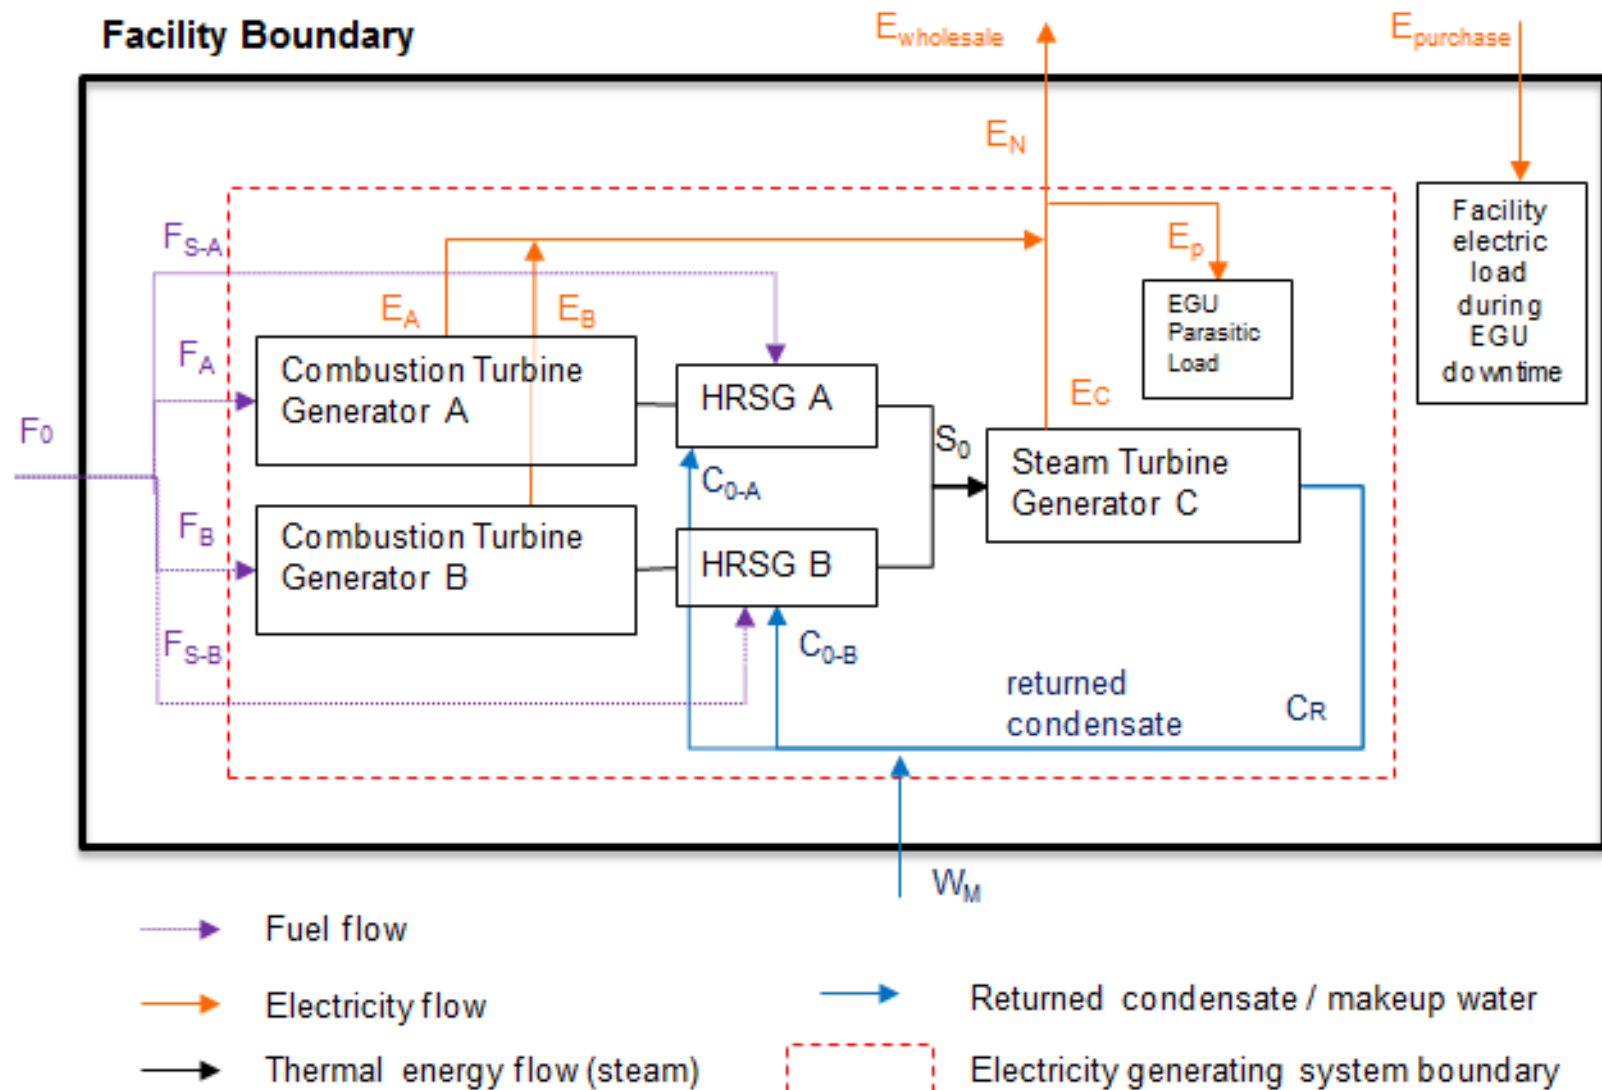 Facility Boundary
Ewholesale
Epurchase
EN
FS-A
Ep
Facility
electric
load
during
EGU
downtime
EA
EB
EGU
Parasitic
Load
FA
Combustion Turbine
Generator A
HRSG A
EC
F0
S0
Steam Turbine
Generator C
C0-A
FB
Combustion Turbine
Generator B
HRSG B
FS-B
C0-B
returned
condensate
CR
WM
Fuel flow
Electricity flow
Returned condensate / makeup water
Thermal energy flow (steam)
Electricity generating system boundary